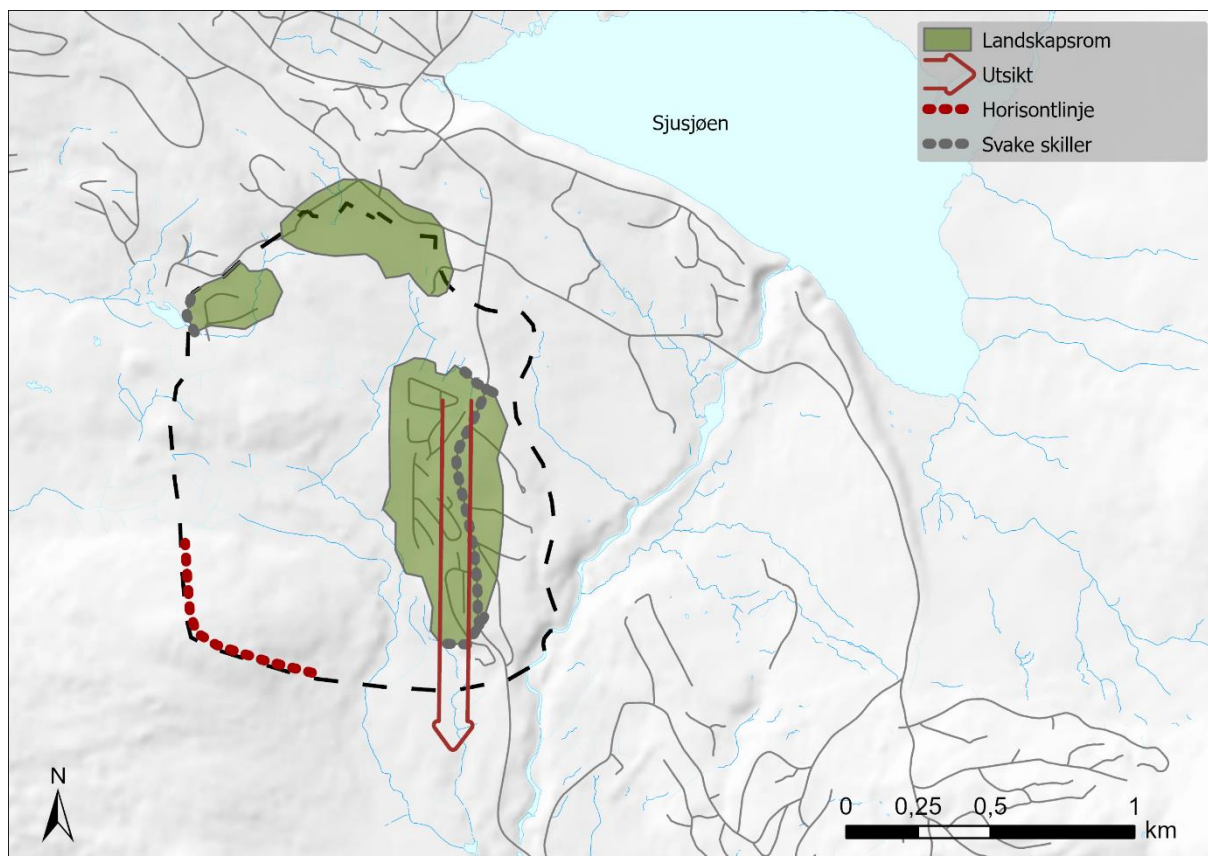 Landskapsrom
Utsikt
Horisontlinje
Svake skiller
Sjusjøen
N
0 0,25 0,5 1
km